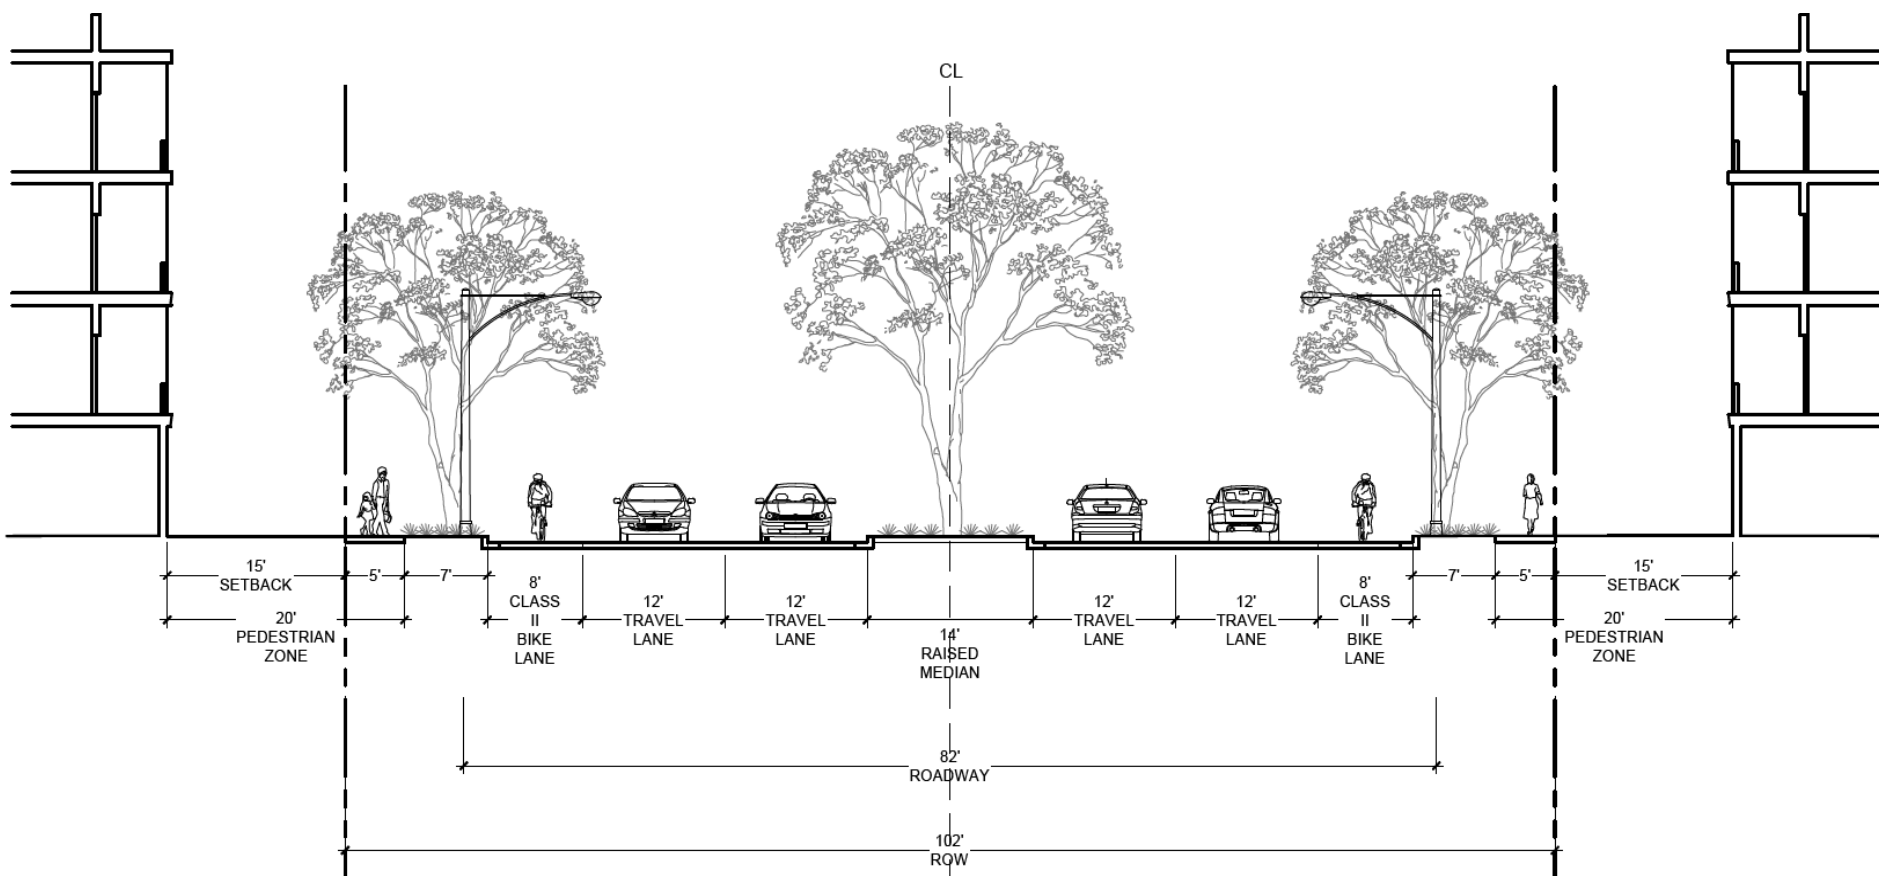 CL
15'
SETBACK
5'
7'
8'
CLASS
II
BIKE
LANE
12'
TRAVEL
LANE
12'
TRAVEL
LANE
14'
RAISED
MEDIAN
12'
TRAVEL
LANE
12'
TRAVEL
LANE
8'
CLASS
II
BIKE
LANE
7'
5'
15'
SETBACK
20'
PEDESTRIAN
ZONE
20'
PEDESTRIAN
ZONE
82'
ROADWAY
102'
ROW